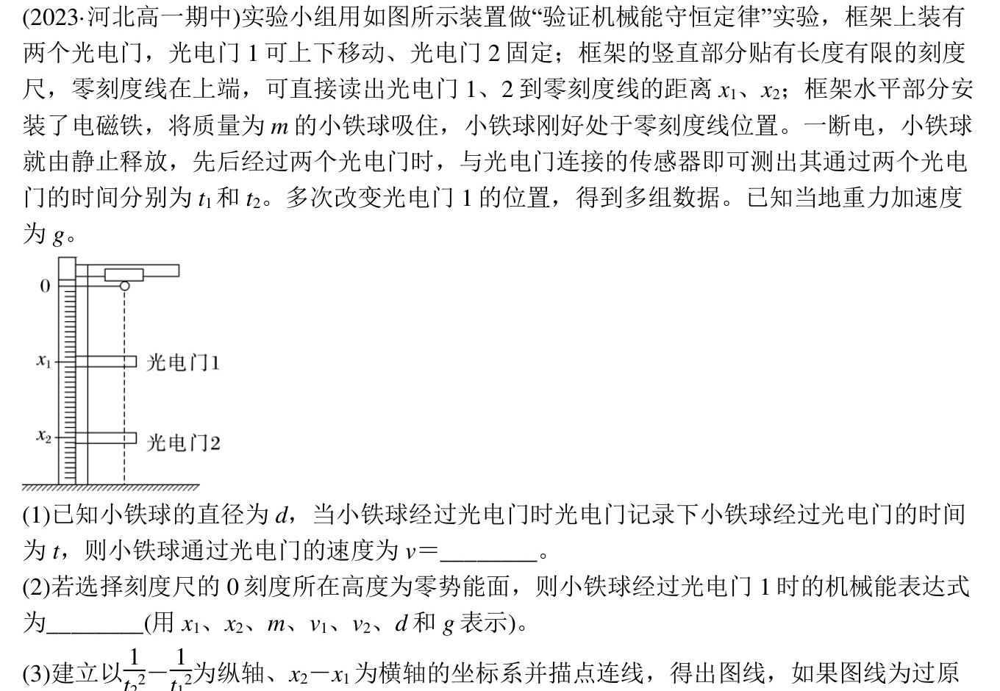 (2023·河北高一期中)实验小组用如图所示装置做“验证机械能守恒定律”实验，框架上装有
两个光电门，光电门 1 可上下移动、光电门 2 固定；框架的竖直部分贴有长度有限的刻度
尺，零刻度线在上端，可直接读出光电门 1、2 到零刻度线的距离 x₁、x₂；框架水平部分安
装了电磁铁，将质量为 m 的小铁球吸住，小铁球刚好处于零刻度线位置。一断电，小铁球
就由静止释放，先后经过两个光电门时，与光电门连接的传感器即可测出其通过两个光电
门的时间分别为 t₁和 t₂。多次改变光电门 1 的位置，得到多组数据。已知当地重力加速度
为 g。
0
x₁
光电门1
x₂
光电门2
(1)已知小铁球的直径为 d，当小铁球经过光电门时光电门记录下小铁球经过光电门的时间
为 t，则小铁球通过光电门的速度为 v＝________。
(2)若选择刻度尺的 0 刻度所在高度为零势能面，则小铁球经过光电门 1 时的机械能表达式
为________(用 x₁、x₂、m、v₁、v₂、d 和 g 表示)。
(3)建立以1/t₂²－1/t₁²为纵轴、x₂－x₁为横轴的坐标系并描点连线，得出图线，如果图线为过原